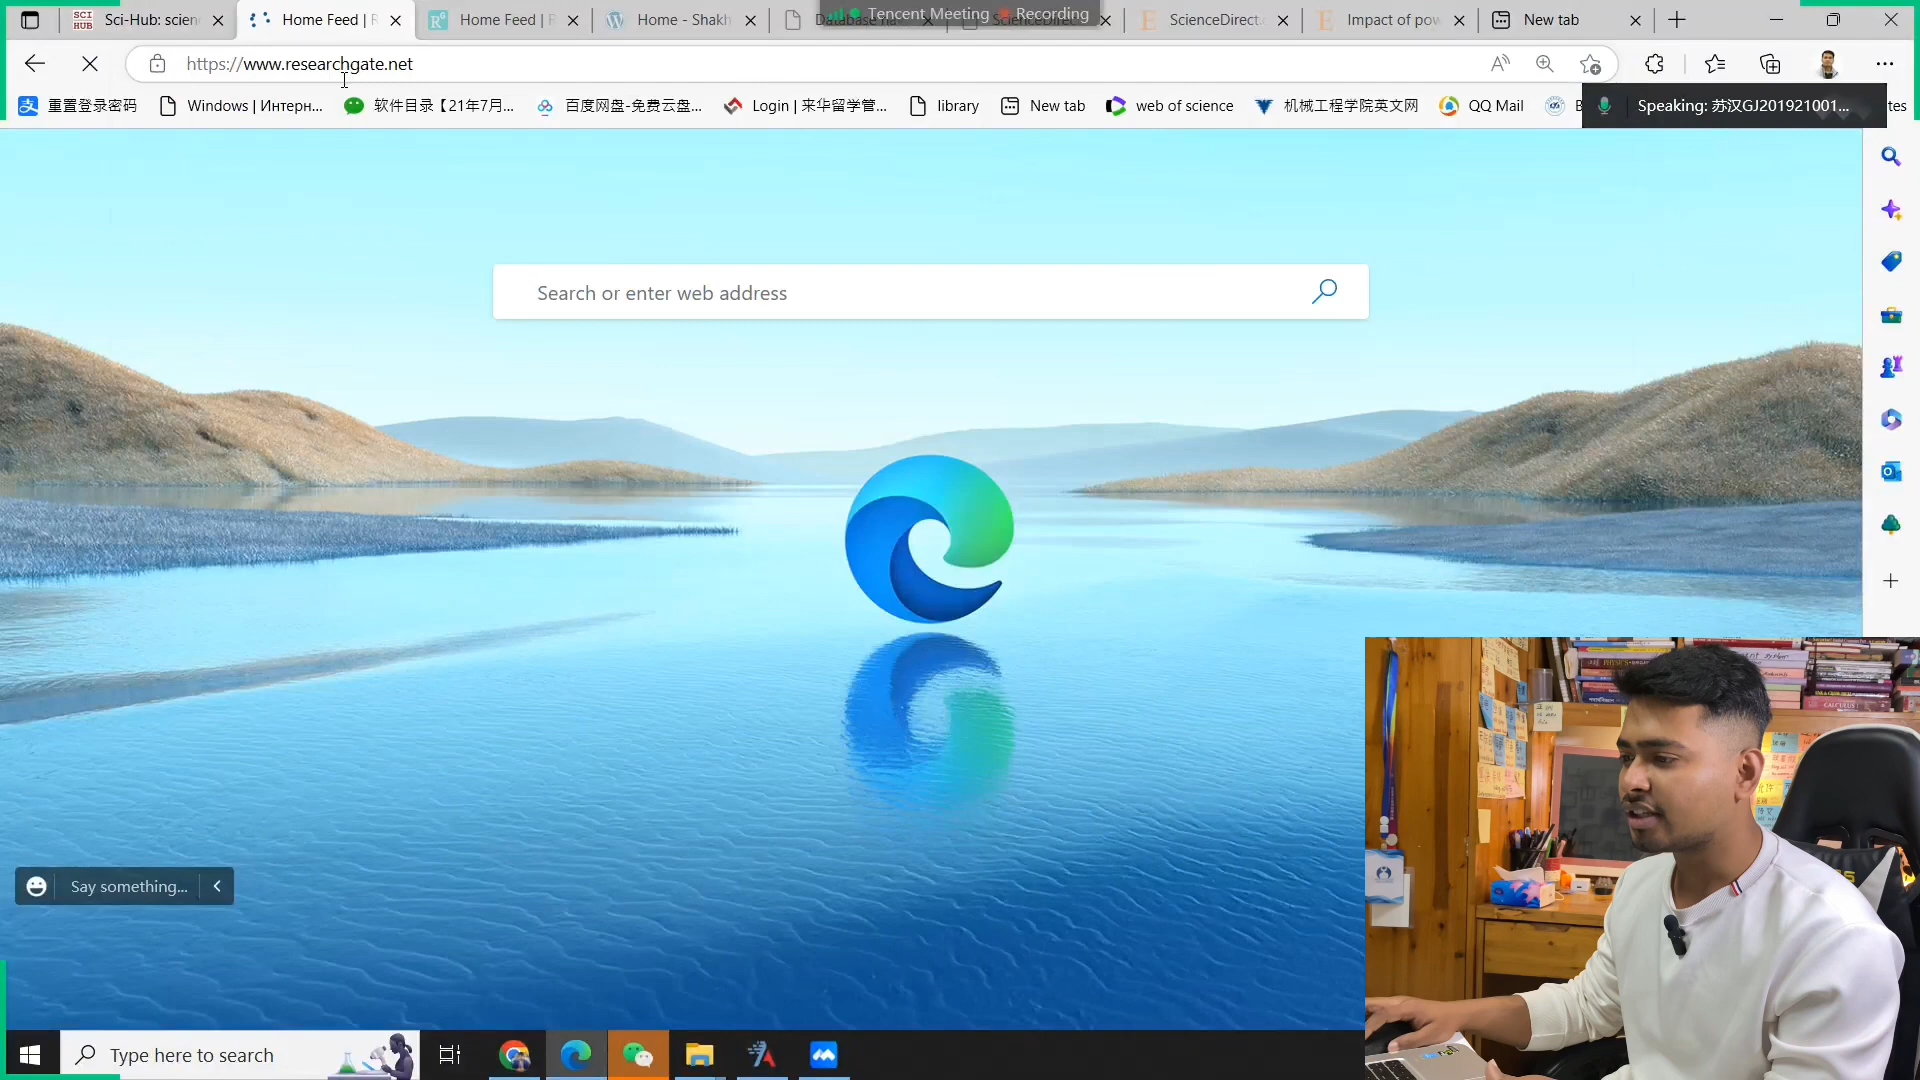 SCI HUB
Sci-Hub: scien
Home Feed | R
Home Feed | R
Home - Shakh
Tencent Meeting
Recording
ScienceDirect.
Impact of pow
New tab
https://www.researchgate.net
重置登录密码
Windows | Интерн...
软件目录【21年7月...
百度网盘-免费云盘...
Login | 来华留学管...
library
New tab
web of science
机械工程学院英文网
QQ Mail
Speaking: 苏汉GJ201921001...
tes
Search or enter web address
Say something...
Type here to search
PHYSICS
CALCULUS